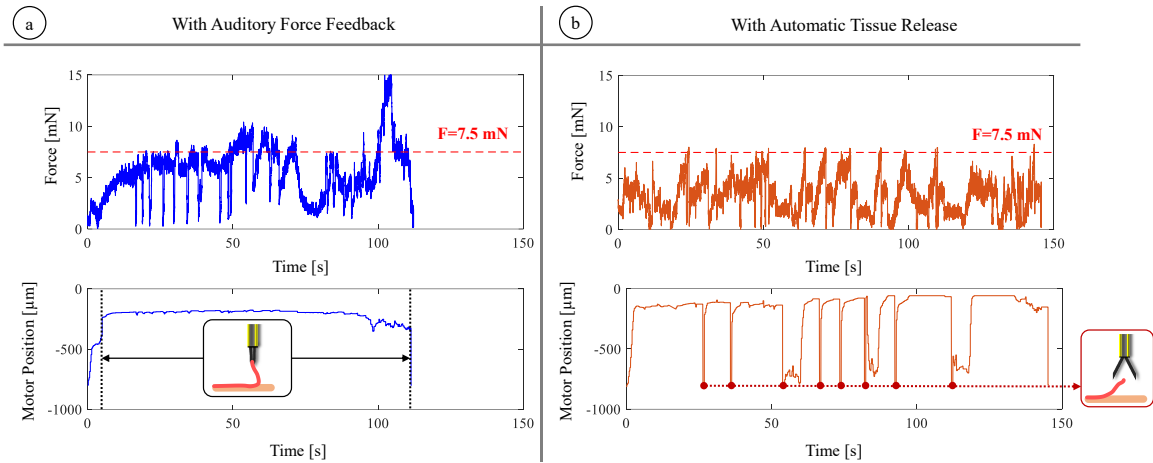 a
With Auditory Force Feedback
b
With Automatic Tissue Release
15
10
5
0
Force [mN]
F=7.5 mN
0
50
100
150
Time [s]
15
10
5
0
Force [mN]
F=7.5 mN
0
50
100
150
Time [s]
0
-500
-1000
Motor Position [µm]
0
50
100
150
Time [s]
0
-500
-1000
Motor Position [µm]
0
50
100
150
Time [s]